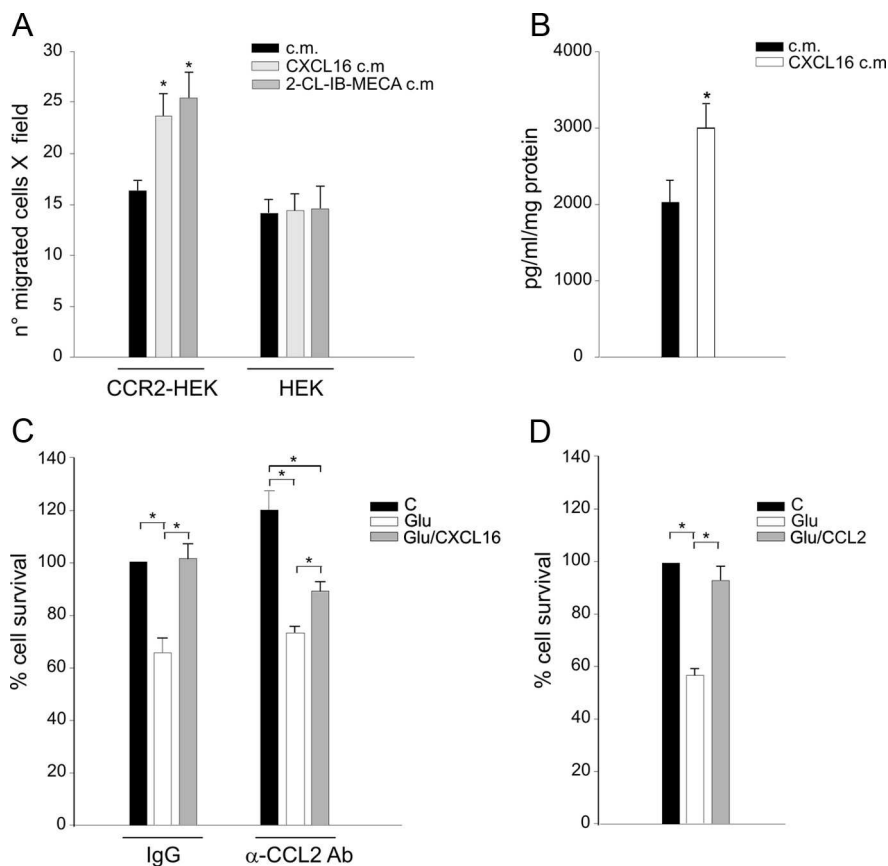 A
n° migrated cells X field
30
25
20
15
10
5
0
c.m.
CXCL16 c.m
2-CL-IB-MECA c.m
*
*
CCR2-HEK
HEK
B
pg/ml/mg protein
4000
3000
2000
1000
0
c.m.
CXCL16 c.m
*
C
% cell survival
140
120
100
80
60
40
20
0
C
Glu
Glu/CXCL16
*
*
*
*
*
IgG
α-CCL2 Ab
D
% cell survival
140
120
100
80
60
40
20
0
C
Glu
Glu/CCL2
*
*